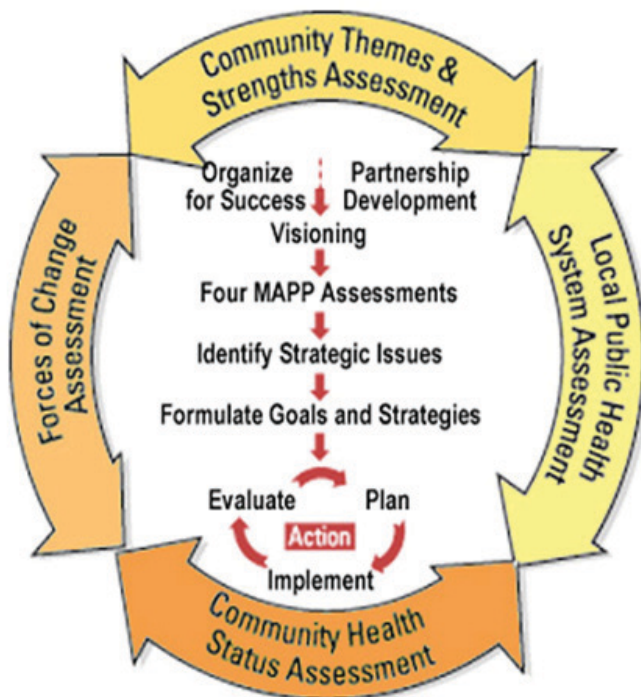 Community Themes &
Strengths Assessment
Organize
for Success
Partnership
Development
Visioning
Four MAPP Assessments
Identify Strategic Issues
Formulate Goals and Strategies
Evaluate
Plan
Action
Implement
Forces of Change
Assessment
Local Public Health
System Assessment
Community Health
Status Assessment